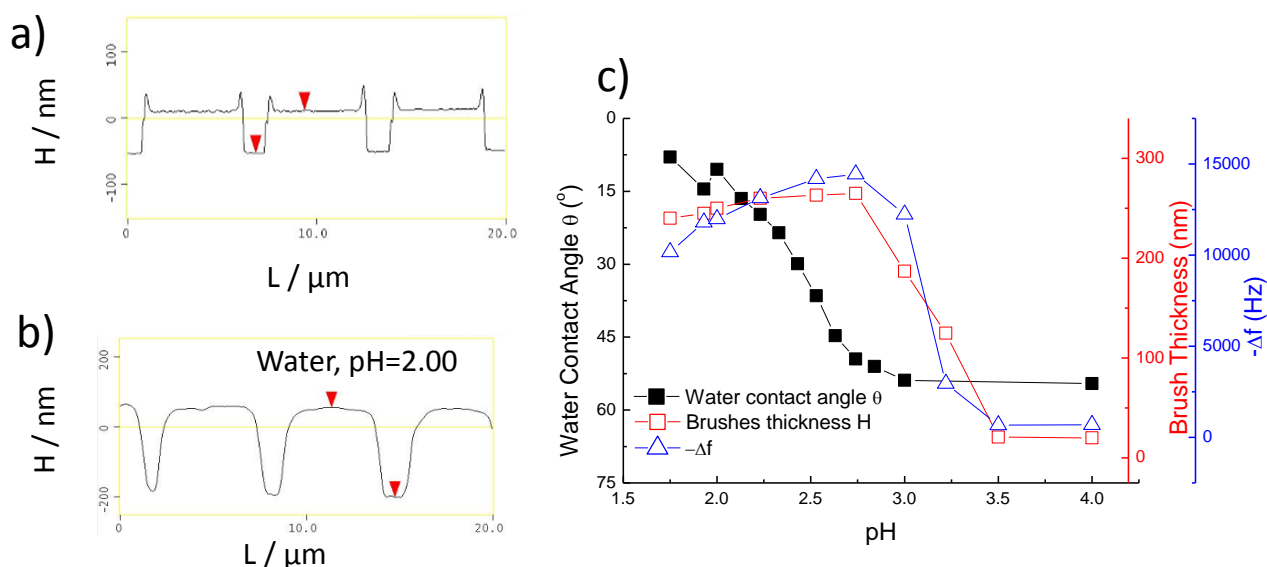 a)
H / nm
100
0
-100
0
10.0
20.0
L / µm
b)
Water, pH=2.00
H / nm
200
0
-200
0
10.0
20.0
L / µm
c)
Water Contact Angle θ (°)
0
15
30
45
60
75
Water contact angle θ
Brushes thickness H
−Δf
1.5
2.0
2.5
3.0
3.5
4.0
pH
300
200
100
0
Brush Thickness (nm)
15000
10000
5000
0
-Δf (Hz)